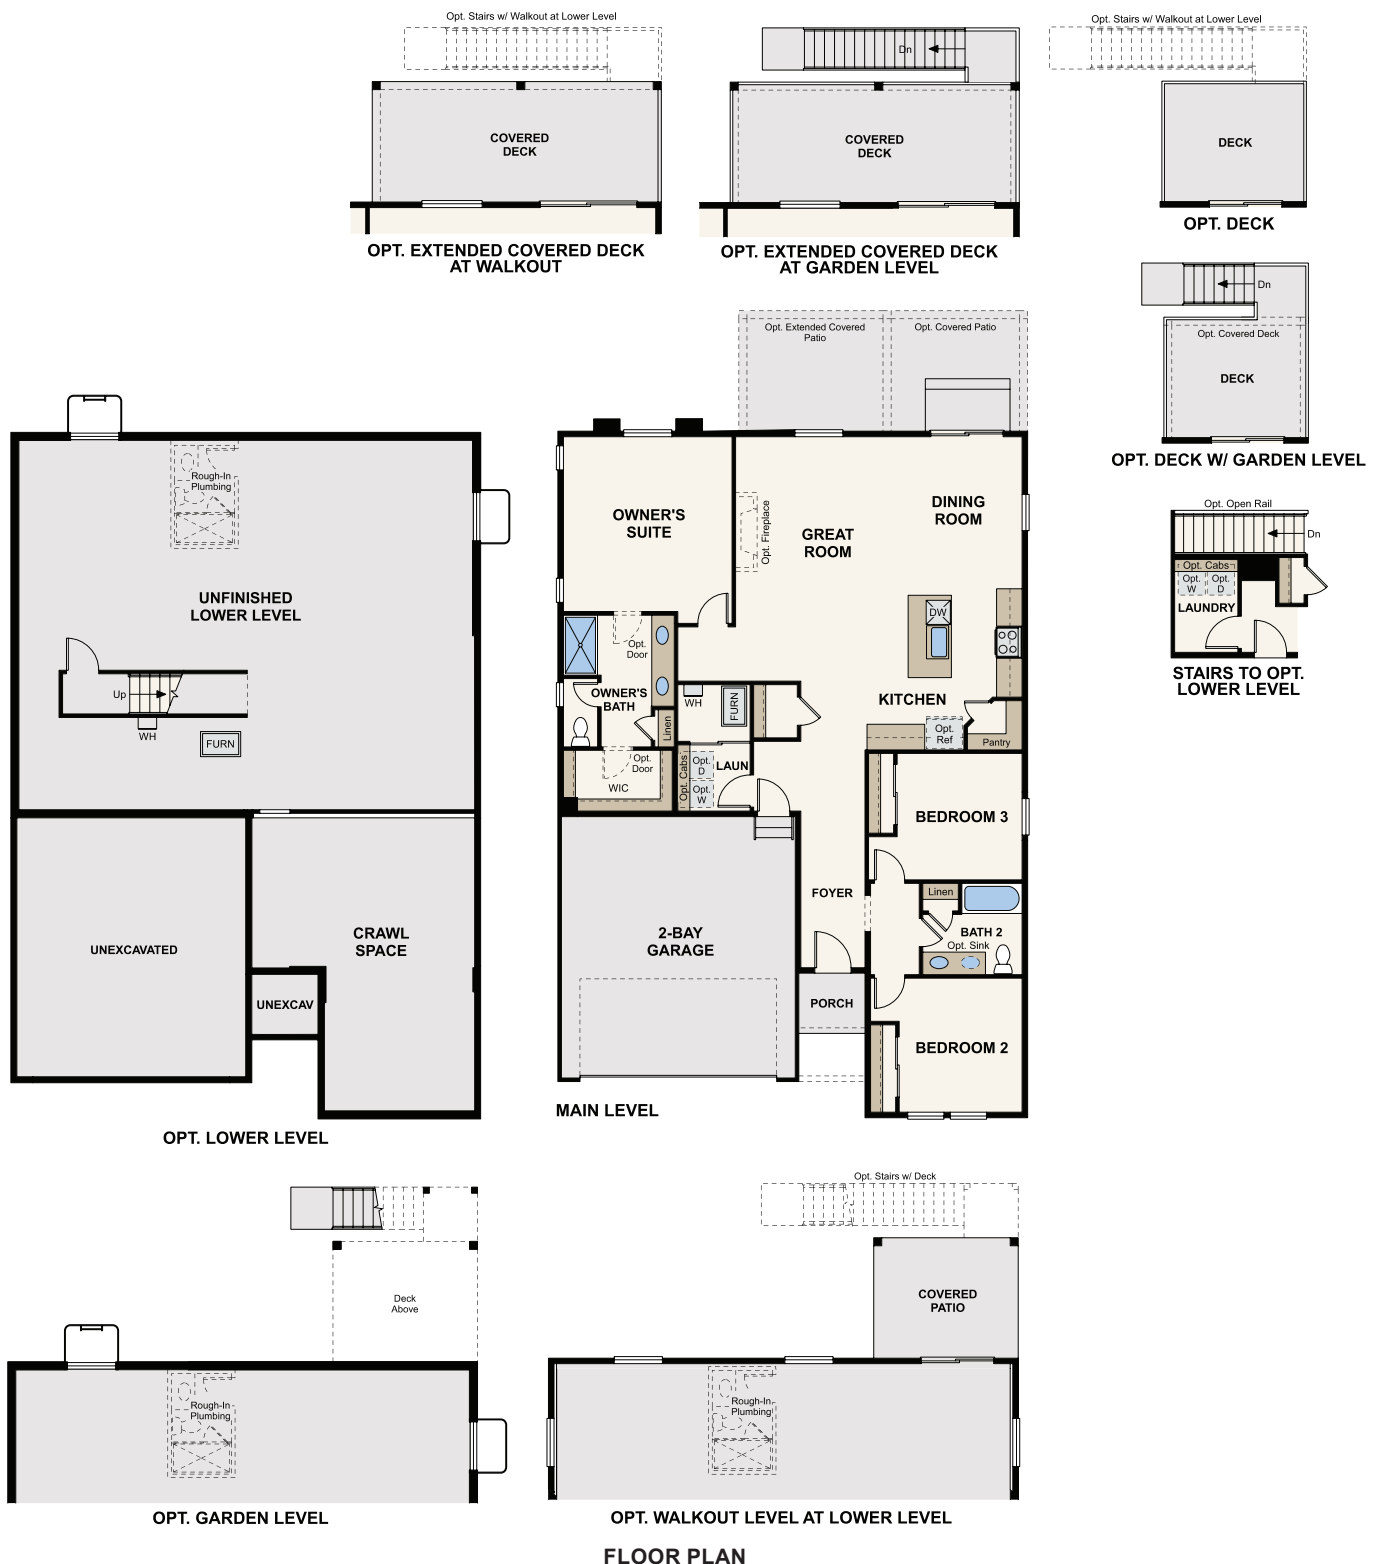 Opt. Stairs w/ Walkout at Lower Level
COVERED
DECK
OPT. EXTENDED COVERED DECK
AT WALKOUT
Dn
COVERED
DECK
OPT. EXTENDED COVERED DECK
AT GARDEN LEVEL
Opt. Stairs w/ Walkout at Lower Level
DECK
OPT. DECK
Dn
Opt. Covered Deck
DECK
OPT. DECK W/ GARDEN LEVEL
Opt. Open Rail
Dn
Opt. Cabs
Opt.
W
Opt.
D
LAUNDRY
STAIRS TO OPT.
LOWER LEVEL
Rough-In
Plumbing
UNFINISHED
LOWER LEVEL
Up
WH
FURN
UNEXCAVATED
CRAWL
SPACE
UNEXCAV
OPT. LOWER LEVEL
Opt. Extended Covered
Patio
Opt. Covered Patio
OWNER'S
SUITE
Opt. Fireplace
GREAT
ROOM
DINING
ROOM
DW
Opt.
Door
OWNER'S
BATH
Linen
WH
FURN
KITCHEN
Opt.
Ref
Pantry
Opt.
Door
WIC
Opt. Cabs
Opt.
D
Opt.
W
LAUN
BEDROOM 3
FOYER
Linen
BATH 2
Opt. Sink
2-BAY
GARAGE
PORCH
BEDROOM 2
MAIN LEVEL
Deck
Above
Rough-In
Plumbing
OPT. GARDEN LEVEL
Opt. Stairs w/ Deck
COVERED
PATIO
Rough-In
Plumbing
OPT. WALKOUT LEVEL AT LOWER LEVEL
FLOOR PLAN